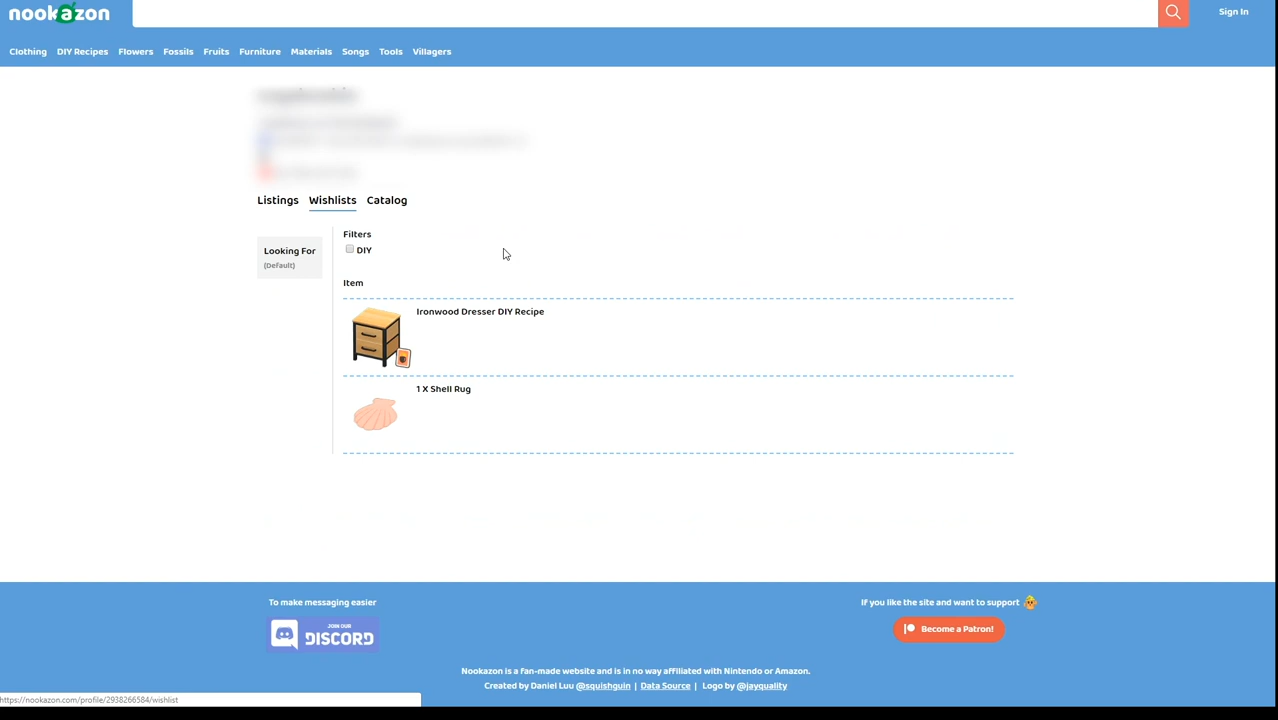 nookazon
Sign In
Clothing DIY Recipes Flowers Fossils Fruits Furniture Materials Songs Tools Villagers
Listings Wishlists Catalog
Looking For
(Default)
Filters
DIY
Item
Ironwood Dresser DIY Recipe
1 X Shell Rug
To make messaging easier
JOIN OUR
DISCORD
If you like the site and want to support
Become a Patron!
Nookazon is a fan-made website and is in no way affiliated with Nintendo or Amazon.
Created by Daniel Luu @squishguin | Data Source | Logo by @jayquality
https://nookazon.com/profile/2938266584/wishlist